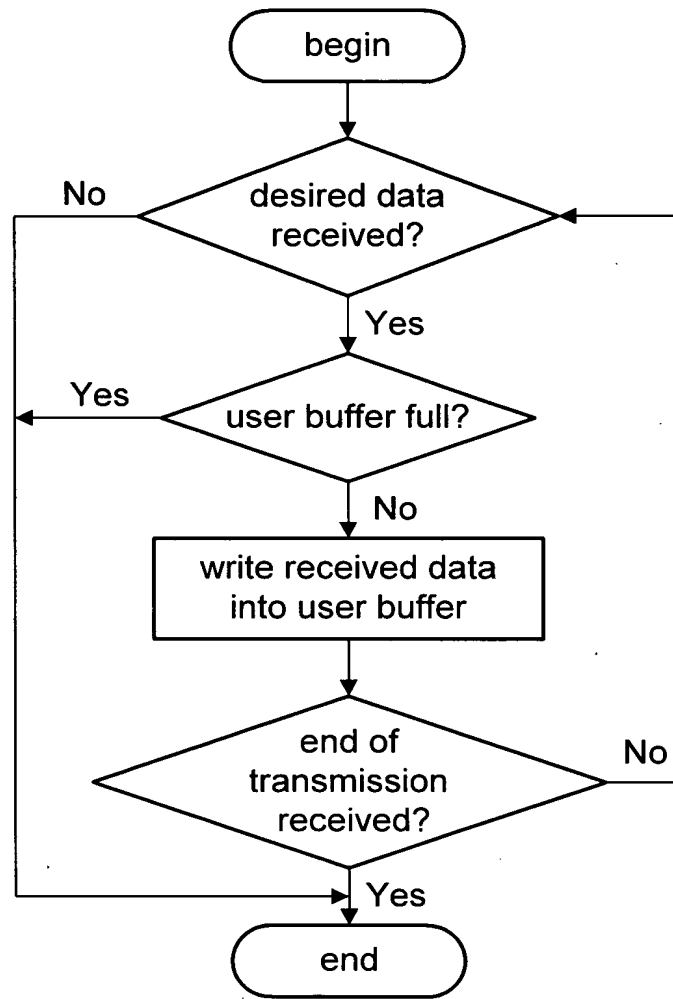 begin
No
desired data
received?
Yes
Yes
user buffer full?
No
write received data
into user buffer
end of
transmission
received?
No
Yes
end